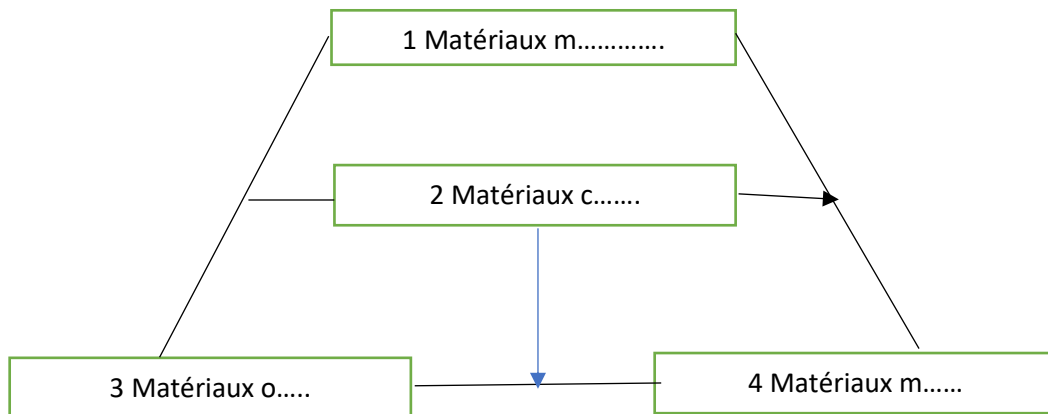 1 Matériaux m………….
2 Matériaux c…….
3 Matériaux o…..
4 Matériaux m……